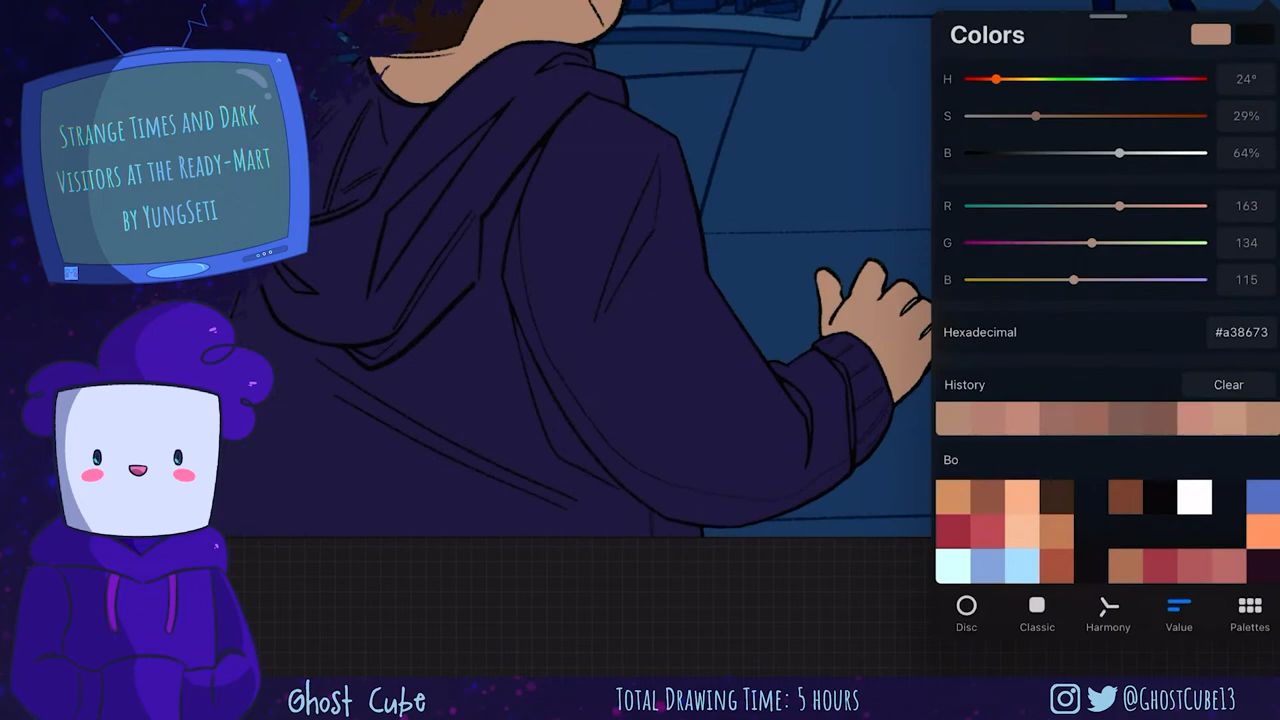 Strange Times and Dark
Visitors at the Ready-Mart
by YungSeti
Colors
H 24°
S 29%
B 64%
R 163
G 134
B 115
Hexadecimal #a38673
History Clear
Bo
Disc Classic Harmony Value Palettes
Ghost Cube
Total Drawing Time: 5 hours
@GhostCube13